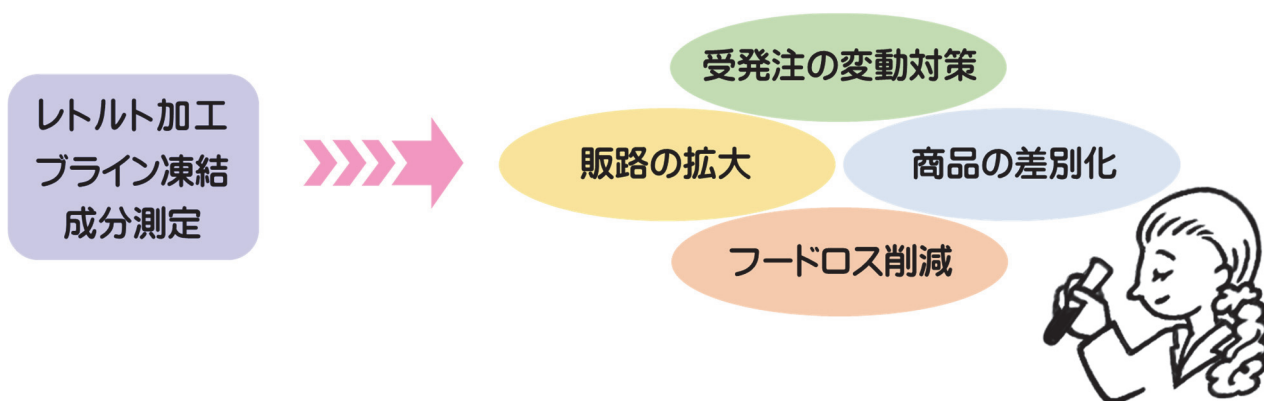 レトルト加工
ブライン凍結
成分測定
受発注の変動対策
販路の拡大
商品の差別化
フードロス削減